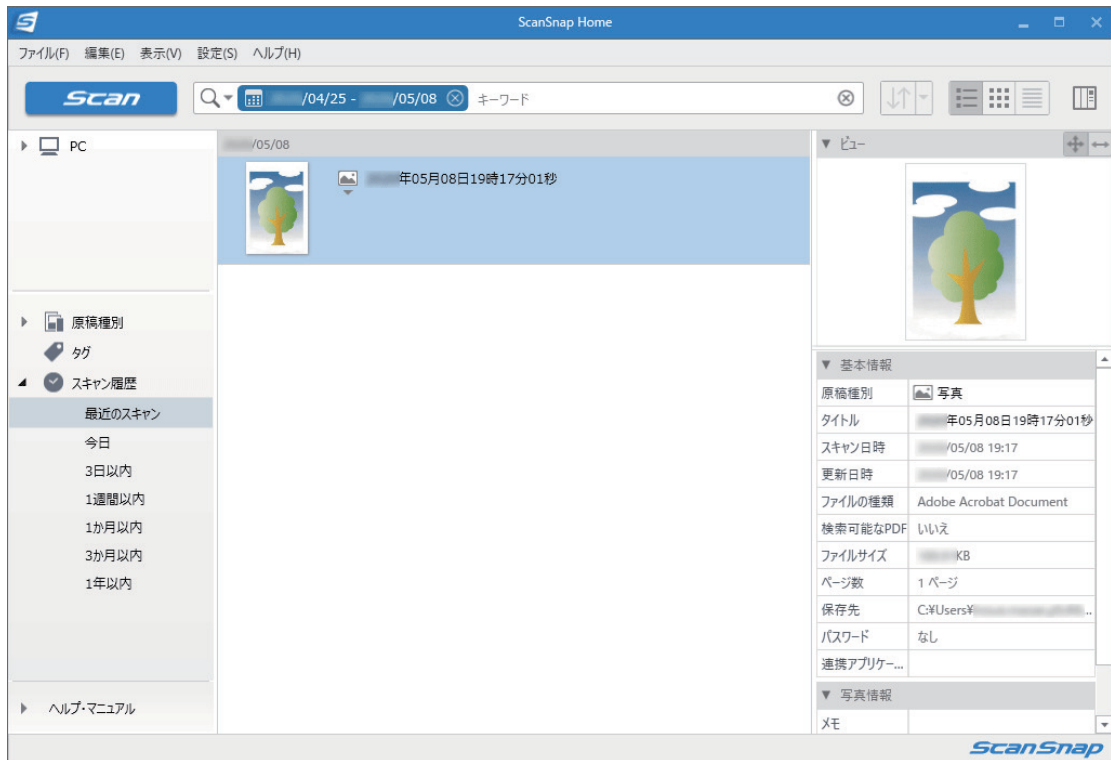 ScanSnap Home
ファイル(F) 編集(E) 表示(V) 設定(S) ヘルプ(H)
Scan
/04/25 - /05/08 キーワード
PC
原稿種別
タグ
スキャン履歴
最近のスキャン
今日
3日以内
1週間以内
1か月以内
3か月以内
1年以内
ヘルプ・マニュアル
/05/08
年05月08日19時17分01秒
ビュー
基本情報
原稿種別 写真
タイトル 年05月08日19時17分01秒
スキャン日時 /05/08 19:17
更新日時 /05/08 19:17
ファイルの種類 Adobe Acrobat Document
検索可能なPDF いいえ
ファイルサイズ KB
ページ数 1 ページ
保存先 C:¥Users¥ ..
パスワード なし
連携アプリケー...
写真情報
メモ
ScanSnap